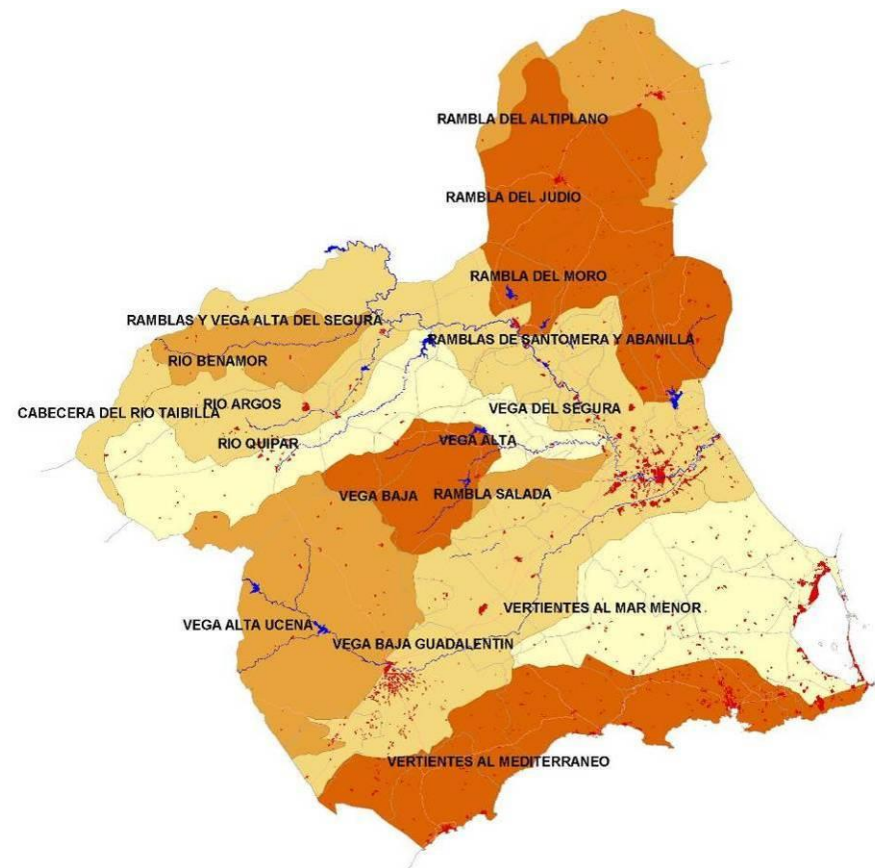 RAMBLA DEL ALTIPLANO
RAMBLA DEL JUDIO
RAMBLA DEL MORO
RAMBLAS Y VEGA ALTA DEL SEGURA
RAMBLAS DE SANTOMERA Y ABANILLA
RIO BENAMOR
RIO ARGOS
CABECERA DEL RIO TAIBILLA
VEGA DEL SEGURA
RIO QUIPAR
VEGA ALTA
VEGA BAJA
RAMBLA SALADA
VERTIENTES AL MAR MENOR
VEGA ALTA UCENA
VEGA BAJA GUADALENTIN
VERTIENTES AL MEDITERRANEO